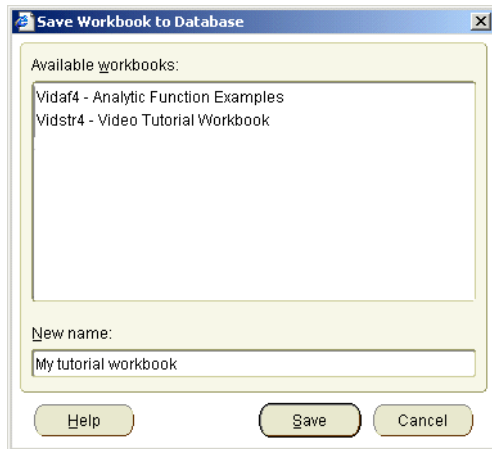 Save Workbook to Database
Available workbooks:
Vidaf4 - Analytic Function Examples
Vidstr4 - Video Tutorial Workbook
New name:
My tutorial workbook
Help Save Cancel